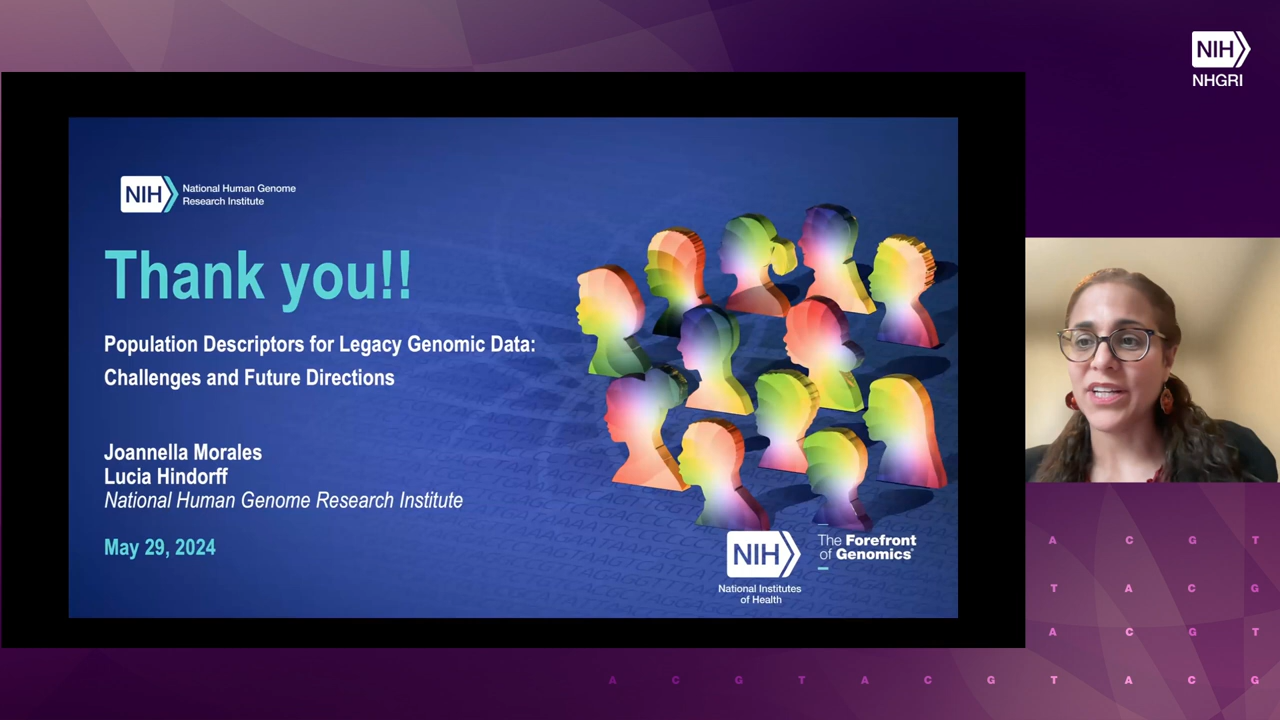 NIH
NHGRI
NIH
National Human Genome
Research Institute
Thank you!!
Population Descriptors for Legacy Genomic Data:
Challenges and Future Directions
Joannella Morales
Lucia Hindorff
National Human Genome Research Institute
May 29, 2024
NIH
National Institutes
of Health
The Forefront
of Genomics®
A C G T
T A C G
A C G T
A C G T A C G T A C G